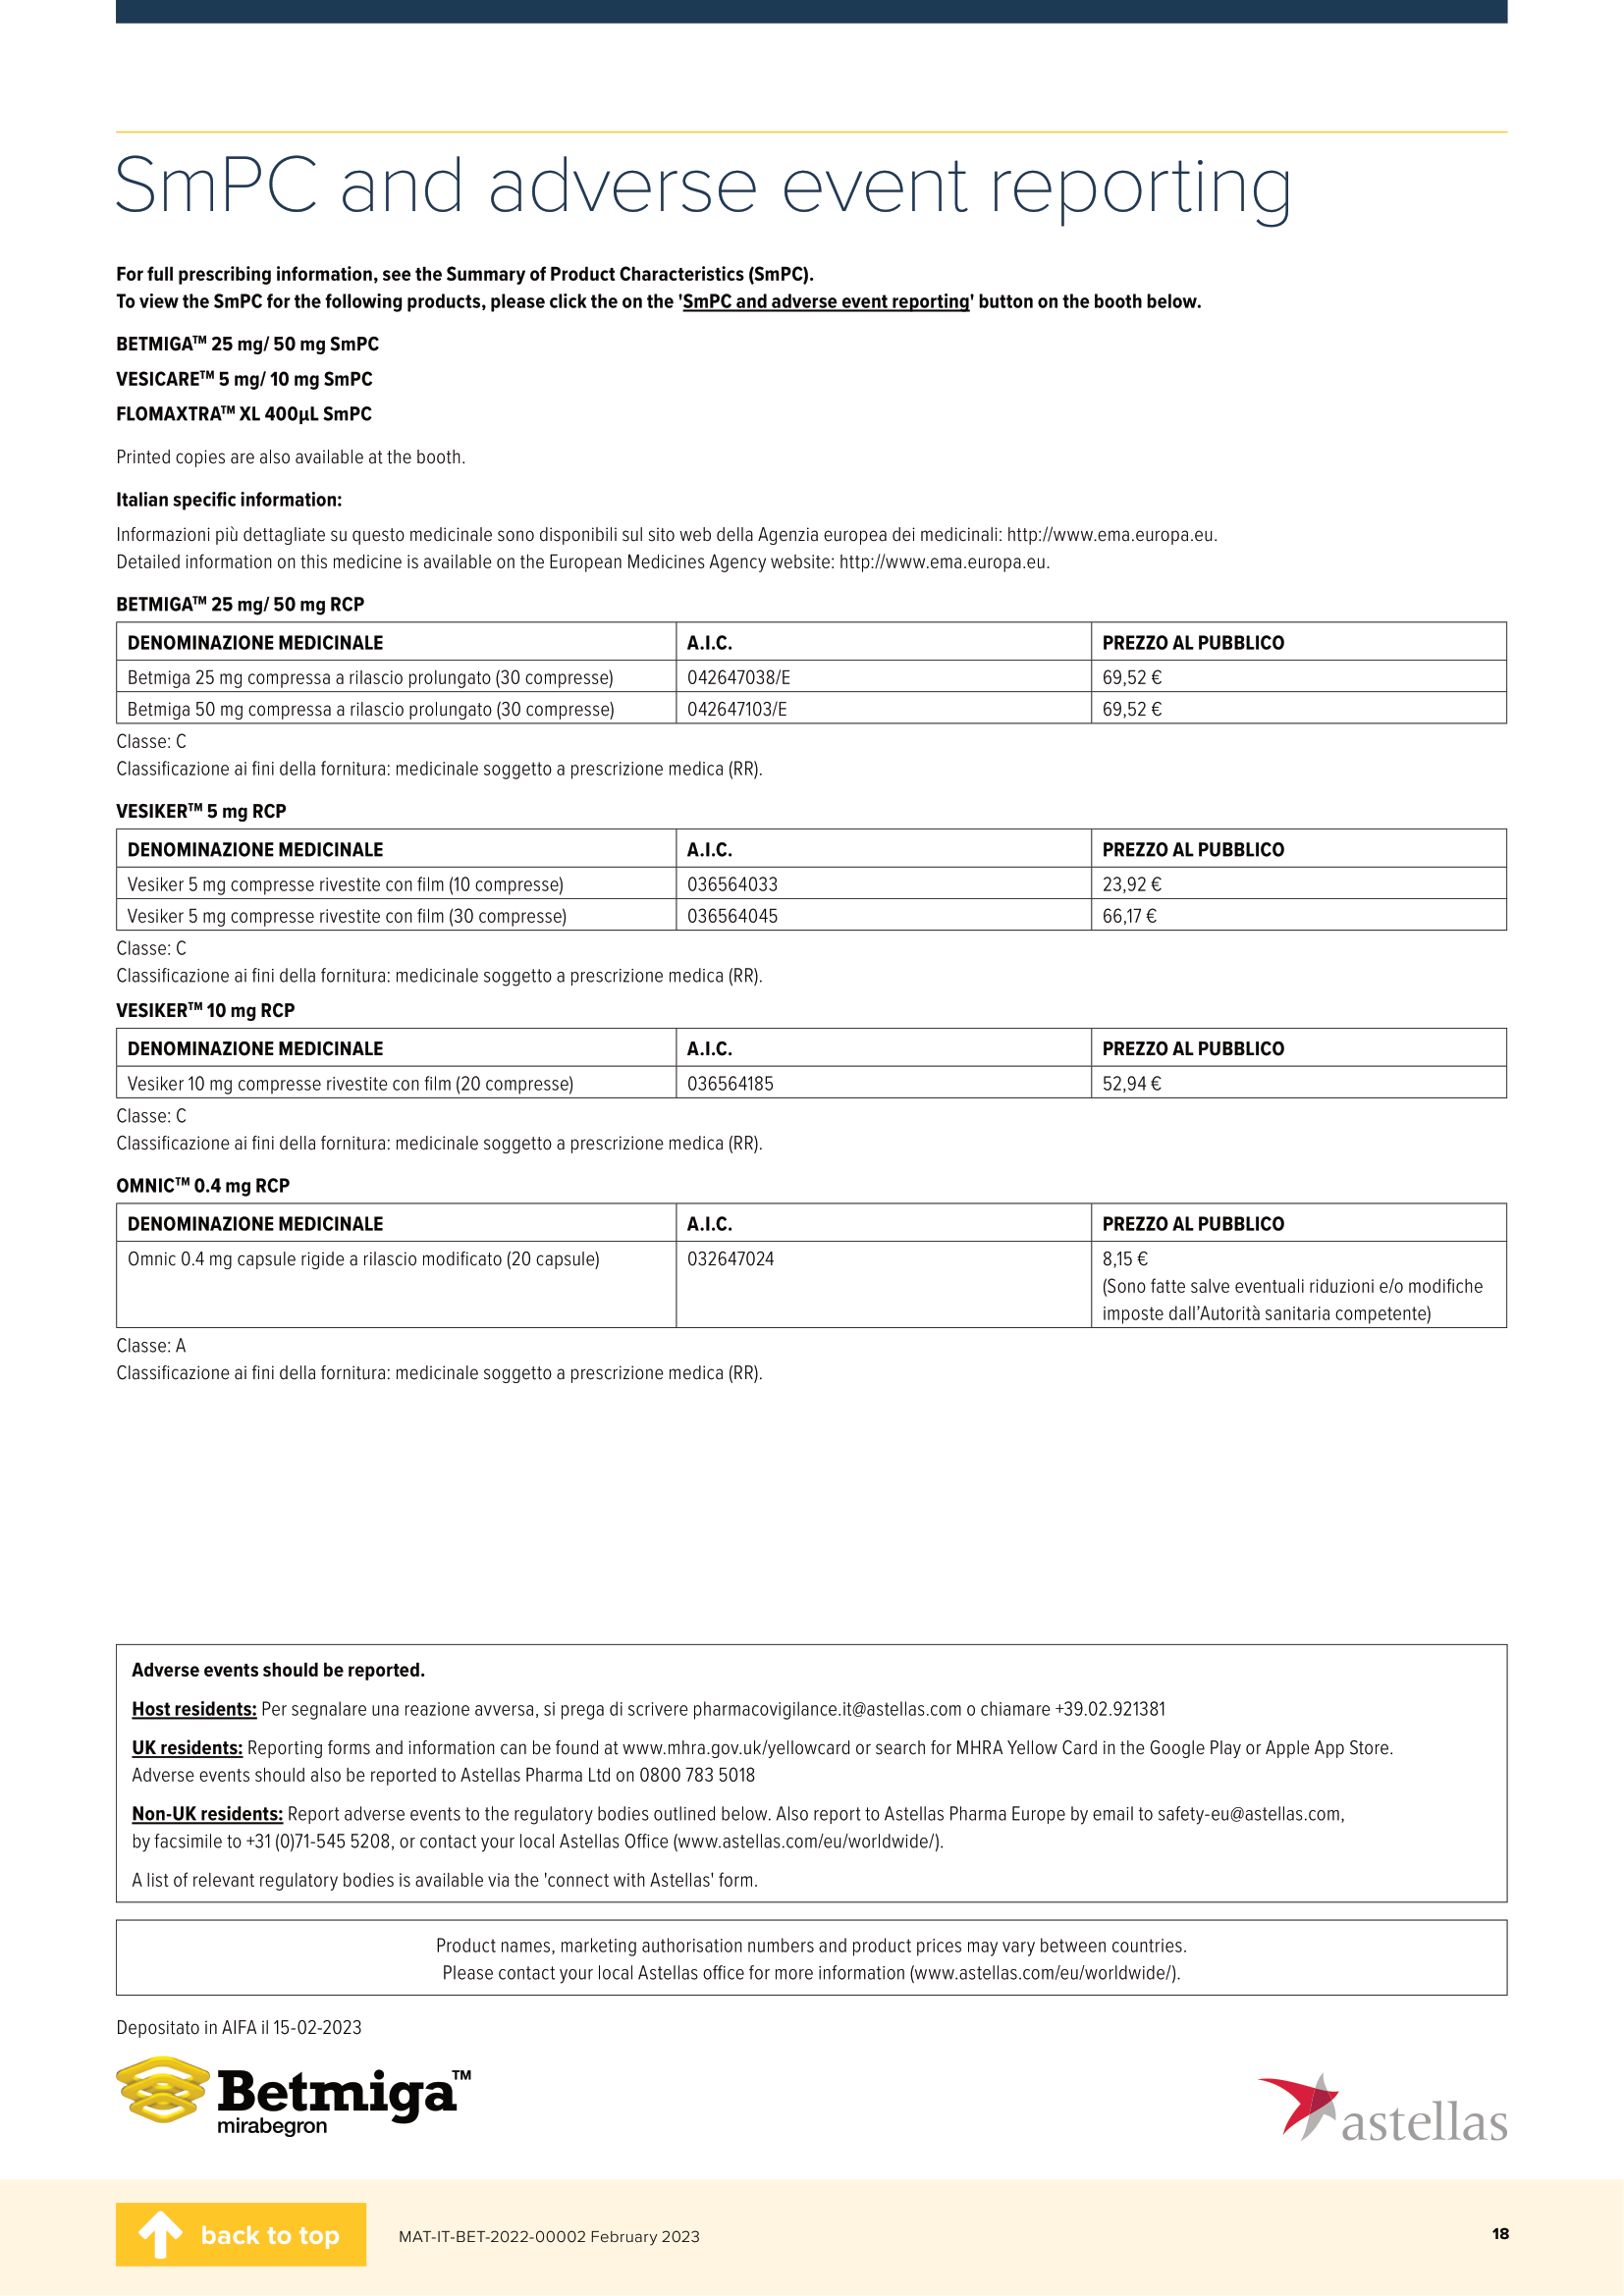 SmPC and adverse event reporting
For full prescribing information, see the Summary of Product Characteristics (SmPC).
To view the SmPC for the following products, please click the on the 'SmPC and adverse event reporting' button on the booth below.
BETMIGA™ 25 mg/ 50 mg SmPC
VESICARE™ 5 mg/ 10 mg SmPC
FLOMAXTRA™ XL 400µL SmPC
Printed copies are also available at the booth.
Italian specific information:
Informazioni più dettagliate su questo medicinale sono disponibili sul sito web della Agenzia europea dei medicinali: http://www.ema.europa.eu.
Detailed information on this medicine is available on the European Medicines Agency website: http://www.ema.europa.eu.
BETMIGA™ 25 mg/ 50 mg RCP
DENOMINAZIONE MEDICINALE A.I.C. PREZZO AL PUBBLICO
Betmiga 25 mg compressa a rilascio prolungato (30 compresse) 042647038/E 69,52 €
Betmiga 50 mg compressa a rilascio prolungato (30 compresse) 042647103/E 69,52 €
Classe: C
Classificazione ai fini della fornitura: medicinale soggetto a prescrizione medica (RR).
VESIKER™ 5 mg RCP
DENOMINAZIONE MEDICINALE A.I.C. PREZZO AL PUBBLICO
Vesiker 5 mg compresse rivestite con film (10 compresse) 036564033 23,92 €
Vesiker 5 mg compresse rivestite con film (30 compresse) 036564045 66,17 €
Classe: C
Classificazione ai fini della fornitura: medicinale soggetto a prescrizione medica (RR).
VESIKER™ 10 mg RCP
DENOMINAZIONE MEDICINALE A.I.C. PREZZO AL PUBBLICO
Vesiker 10 mg compresse rivestite con film (20 compresse) 036564185 52,94 €
Classe: C
Classificazione ai fini della fornitura: medicinale soggetto a prescrizione medica (RR).
OMNIC™ 0.4 mg RCP
DENOMINAZIONE MEDICINALE A.I.C. PREZZO AL PUBBLICO
Omnic 0.4 mg capsule rigide a rilascio modificato (20 capsule) 032647024 8,15 €
(Sono fatte salve eventuali riduzioni e/o modifiche
imposte dall’Autorità sanitaria competente)
Classe: A
Classificazione ai fini della fornitura: medicinale soggetto a prescrizione medica (RR).
Adverse events should be reported.
Host residents: Per segnalare una reazione avversa, si prega di scrivere pharmacovigilance.it@astellas.com o chiamare +39.02.921381
UK residents: Reporting forms and information can be found at www.mhra.gov.uk/yellowcard or search for MHRA Yellow Card in the Google Play or Apple App Store.
Adverse events should also be reported to Astellas Pharma Ltd on 0800 783 5018
Non-UK residents: Report adverse events to the regulatory bodies outlined below. Also report to Astellas Pharma Europe by email to safety-eu@astellas.com,
by facsimile to +31 (0)71-545 5208, or contact your local Astellas Office (www.astellas.com/eu/worldwide/).
A list of relevant regulatory bodies is available via the 'connect with Astellas' form.
Product names, marketing authorisation numbers and product prices may vary between countries.
Please contact your local Astellas office for more information (www.astellas.com/eu/worldwide/).
Depositato in AIFA il 15-02-2023
Betmiga™
mirabegron
astellas
back to top
MAT-IT-BET-2022-00002 February 2023
18